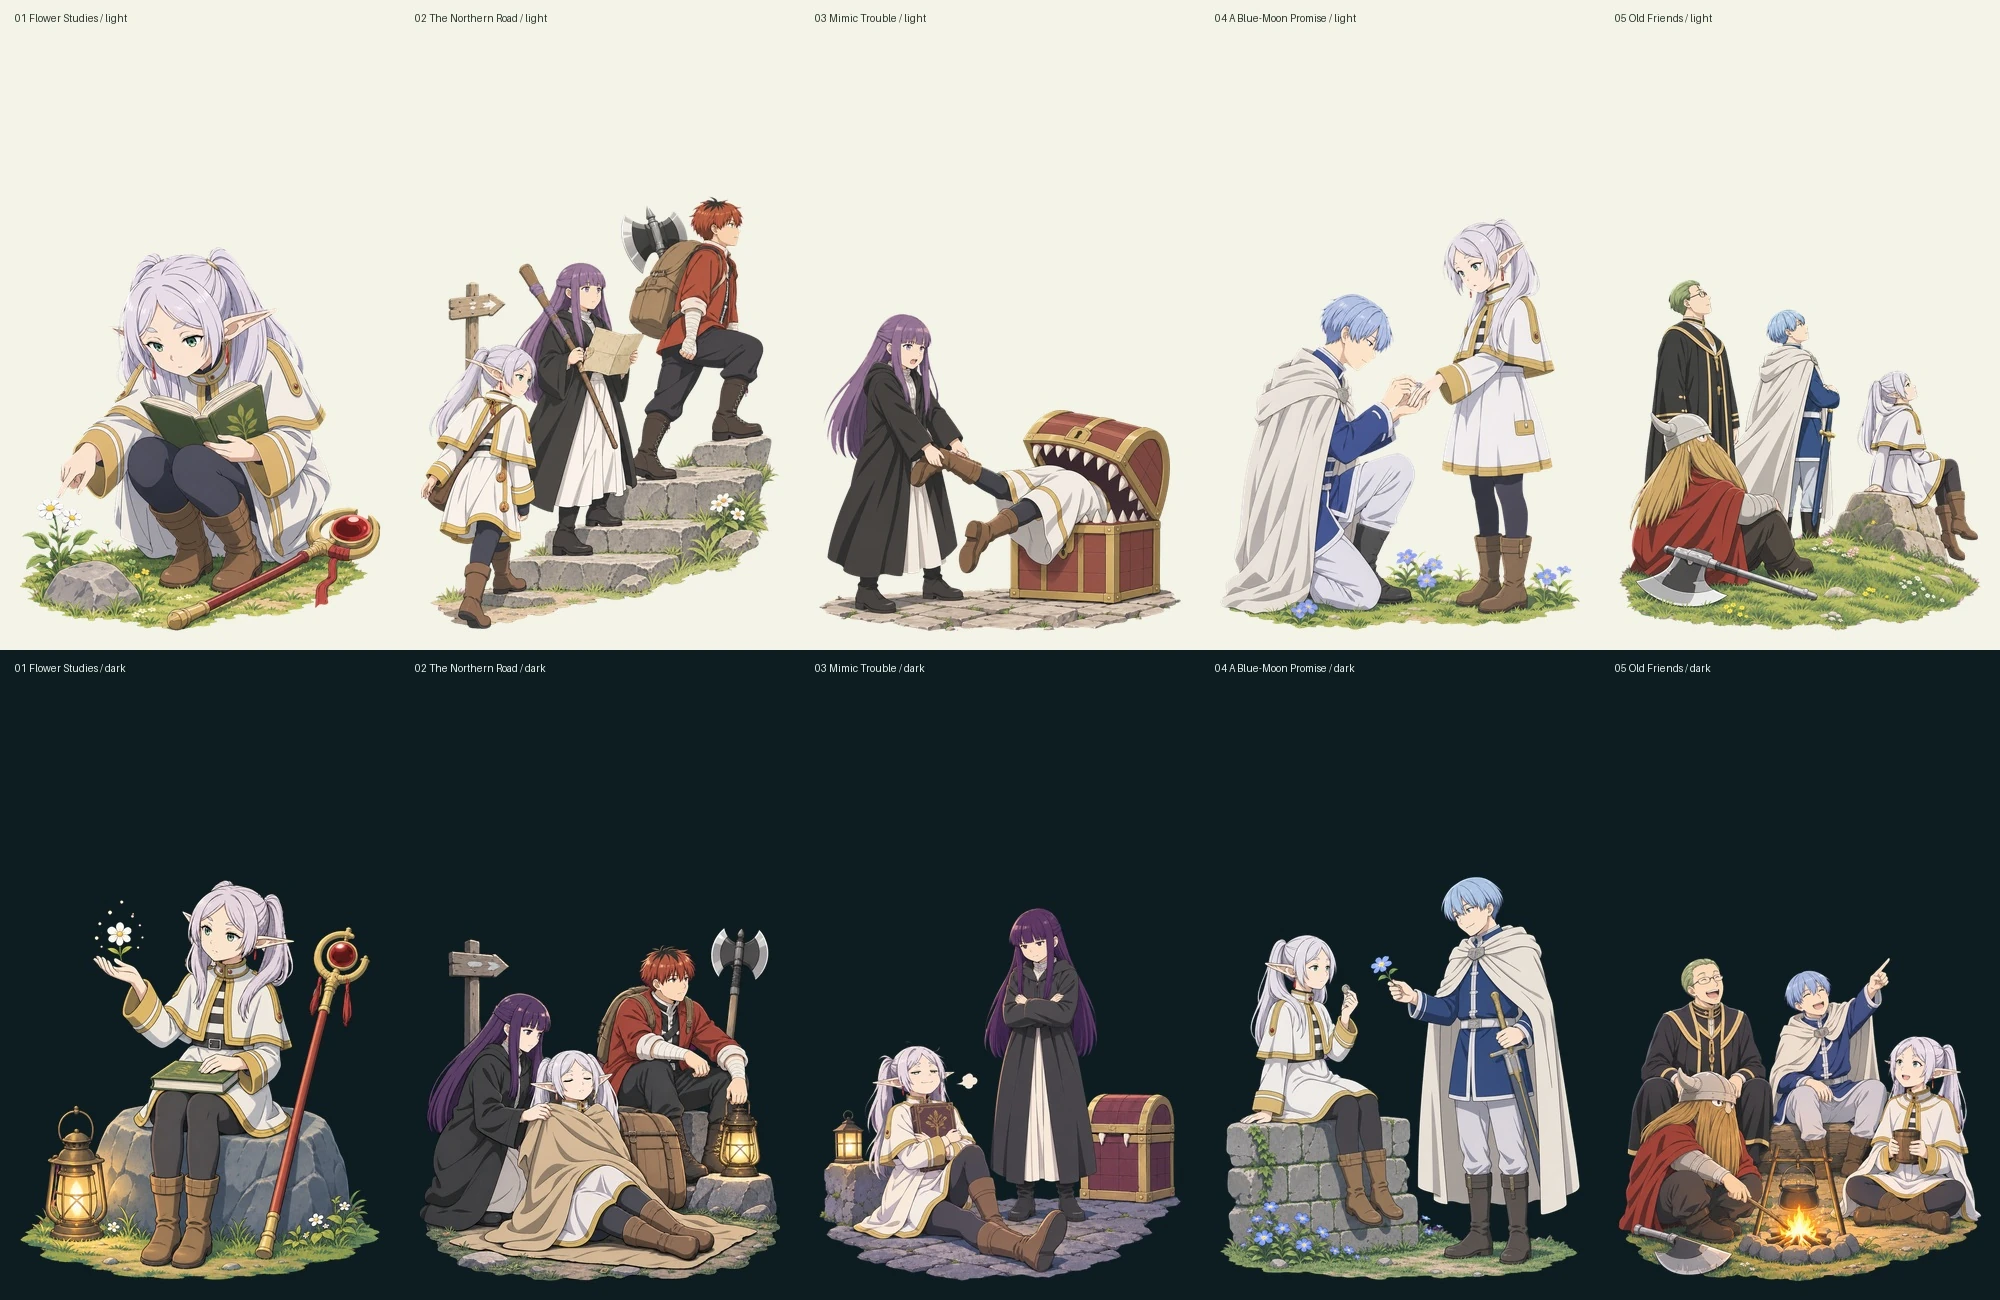 01 Flower Studies / light
02 The Northern Road / light
03 Mimic Trouble / light
04 A Blue-Moon Promise / light
05 Old Friends / light
01 Flower Studies / dark
02 The Northern Road / dark
03 Mimic Trouble / dark
04 A Blue-Moon Promise / dark
05 Old Friends / dark